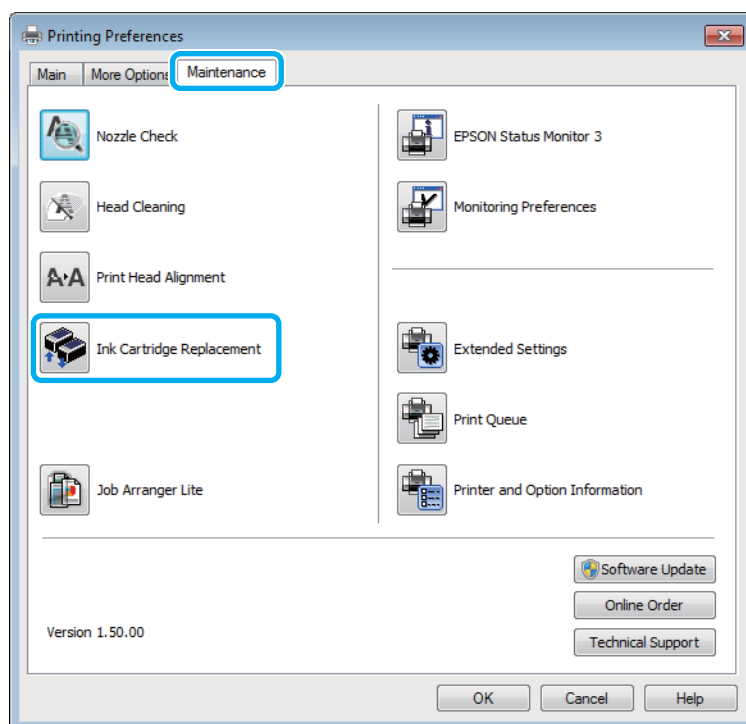 Printing Preferences
Main
More Options
Maintenance
Nozzle Check
Head Cleaning
A›A
Print Head Alignment
Ink Cartridge Replacement
Job Arranger Lite
EPSON Status Monitor 3
Monitoring Preferences
Extended Settings
Print Queue
Printer and Option Information
Software Update
Online Order
Version 1.50.00
Technical Support
OK
Cancel
Help